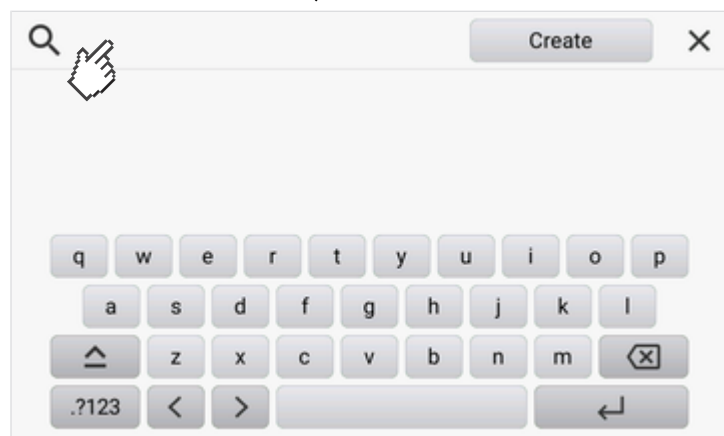 Create
q w e r t y u i o p
a s d f g h j k l
z x c v b n m
.?123 < >